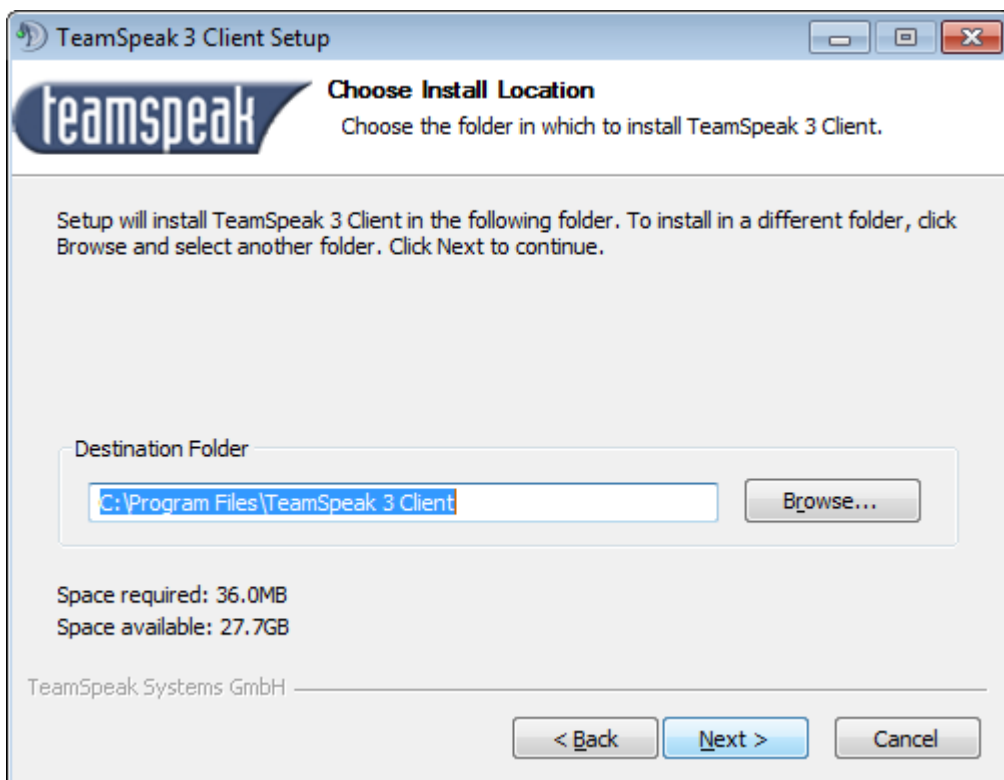 TeamSpeak 3 Client Setup
teamspeak
Choose Install Location
Choose the folder in which to install TeamSpeak 3 Client.
Setup will install TeamSpeak 3 Client in the following folder. To install in a different folder, click
Browse and select another folder. Click Next to continue.
Destination Folder
C:\Program Files\TeamSpeak 3 Client
Browse...
Space required: 36.0MB
Space available: 27.7GB
TeamSpeak Systems GmbH
< Back
Next >
Cancel